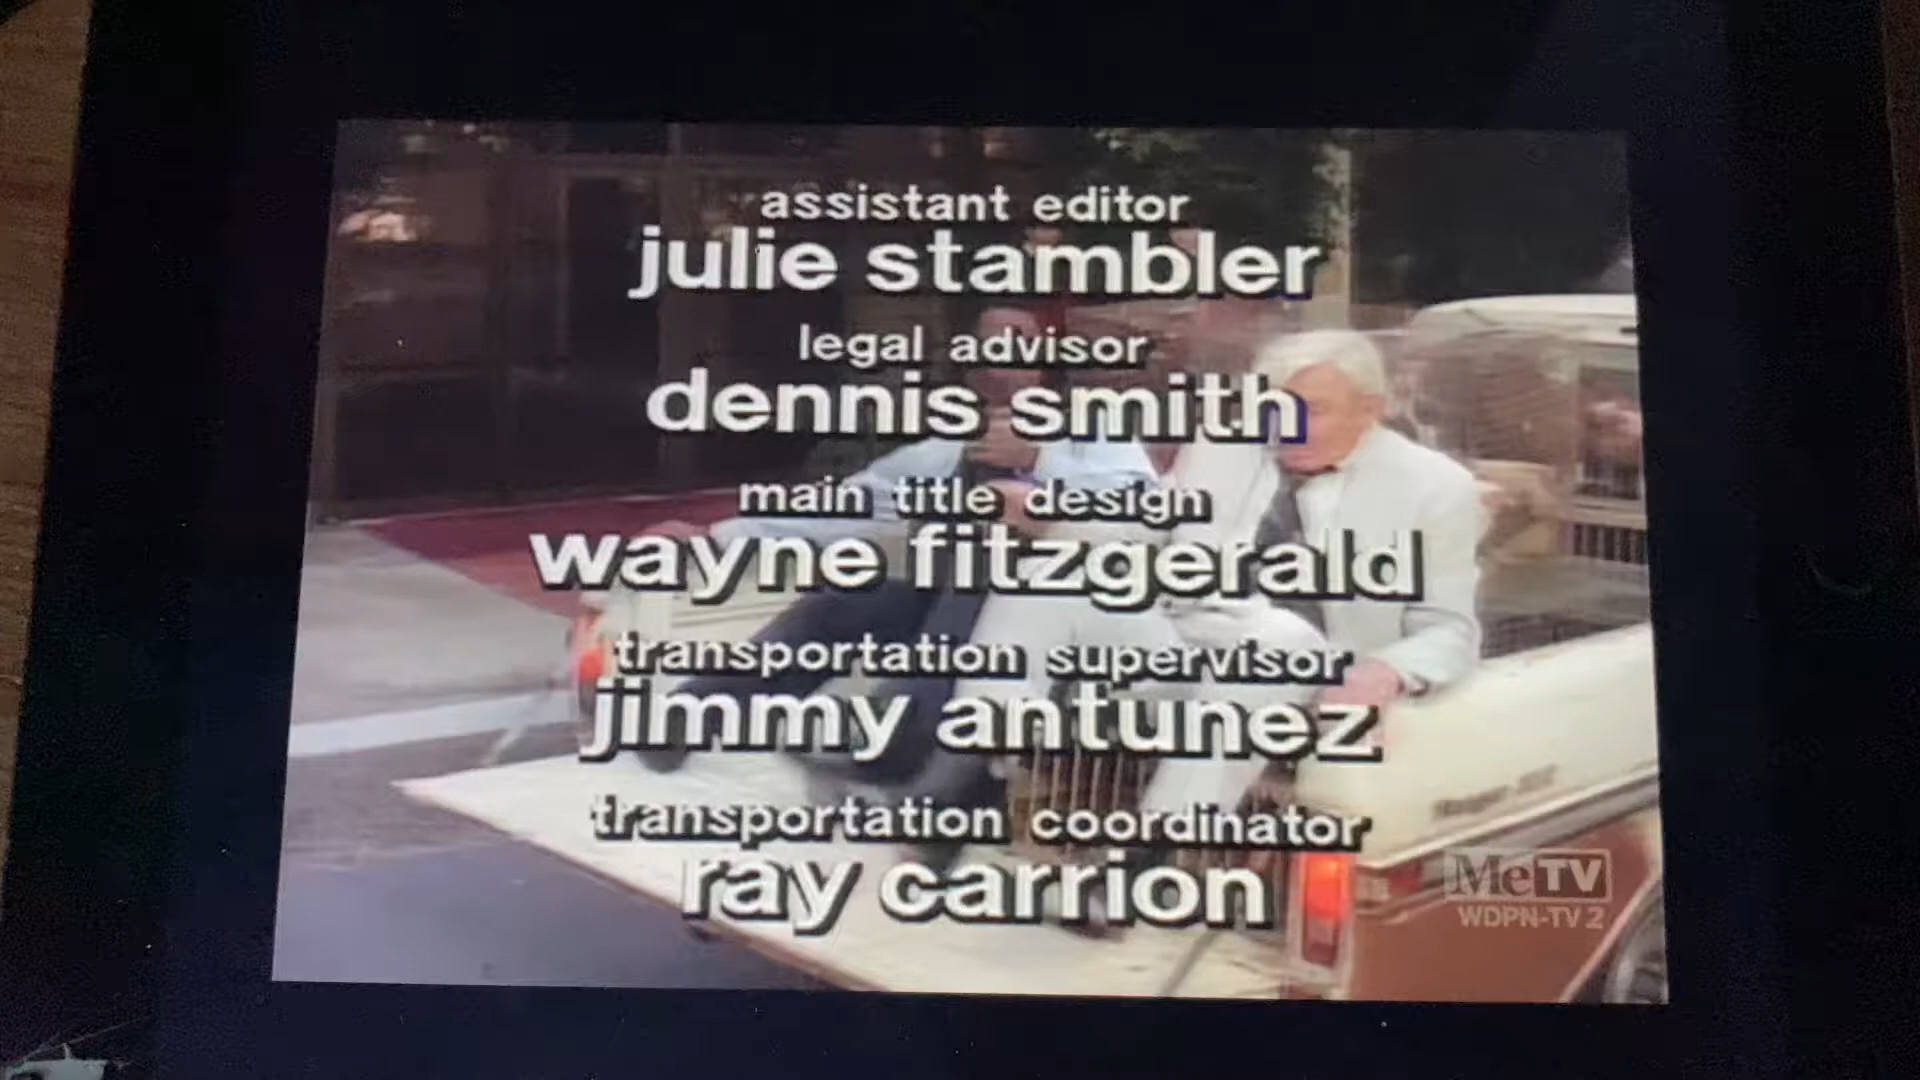 assistant editor
julie stambler
legal advisor
dennis smith
main title design
wayne fitzgerald
transportation supervisor
jimmy antunez
transportation coordinator
ray carrion
MeTV
WDPN-TV 2